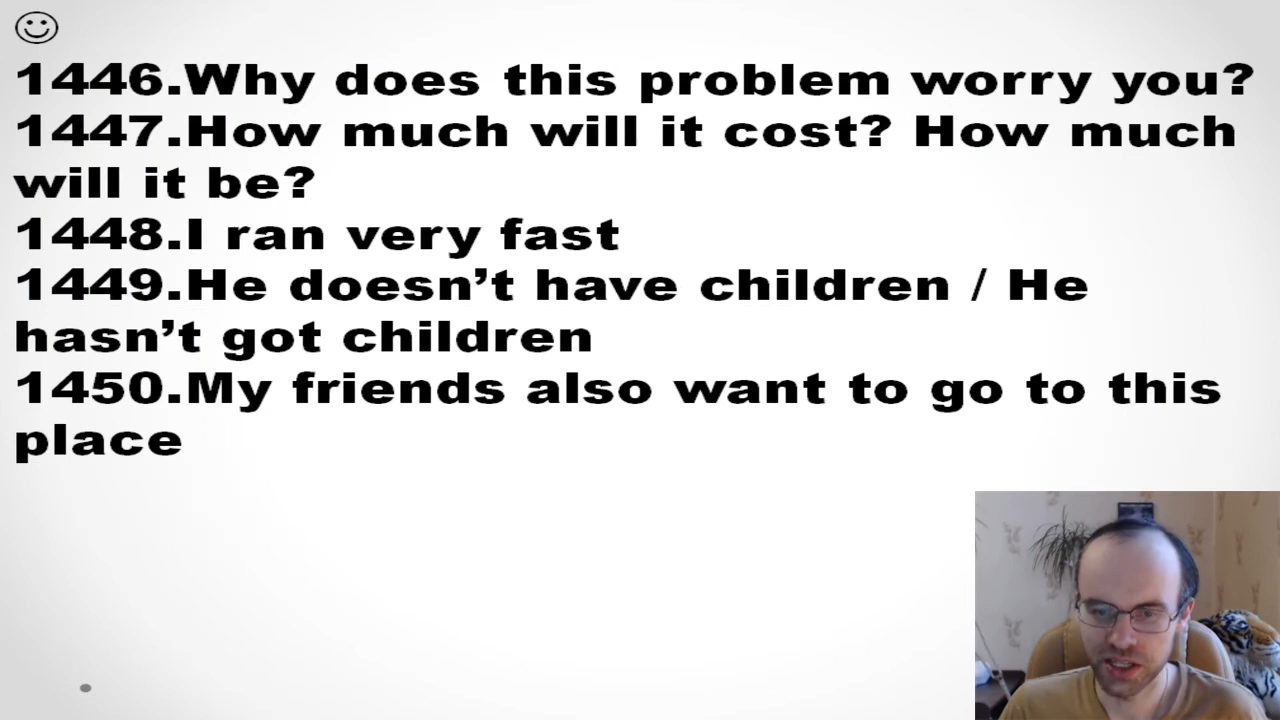 1446.Why does this problem worry you?
1447.How much will it cost? How much
will it be?
1448.I ran very fast
1449.He doesn’t have children / He
hasn’t got children
1450.My friends also want to go to this
place